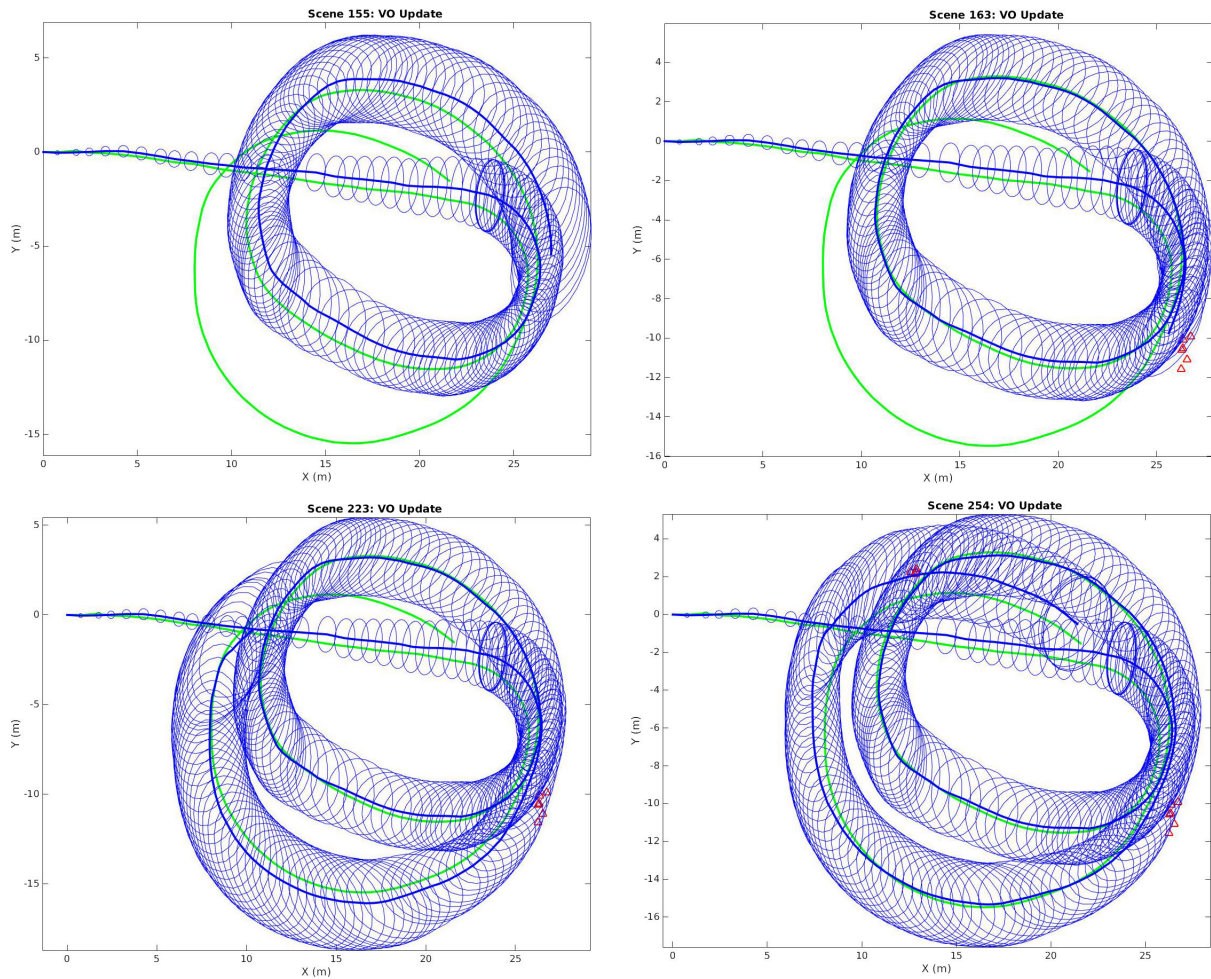 Scene 155: VO Update
5
0
-5
-10
-15
Y (m)
0 5 10 15 20 25
X (m)
Scene 163: VO Update
4
2
0
-2
-4
-6
-8
-10
-12
-14
-16
Y (m)
0 5 10 15 20 25
X (m)
Scene 223: VO Update
5
0
-5
-10
-15
Y (m)
0 5 10 15 20 25
X (m)
Scene 254: VO Update
4
2
0
-2
-4
-6
-8
-10
-12
-14
-16
Y (m)
0 5 10 15 20 25
X (m)